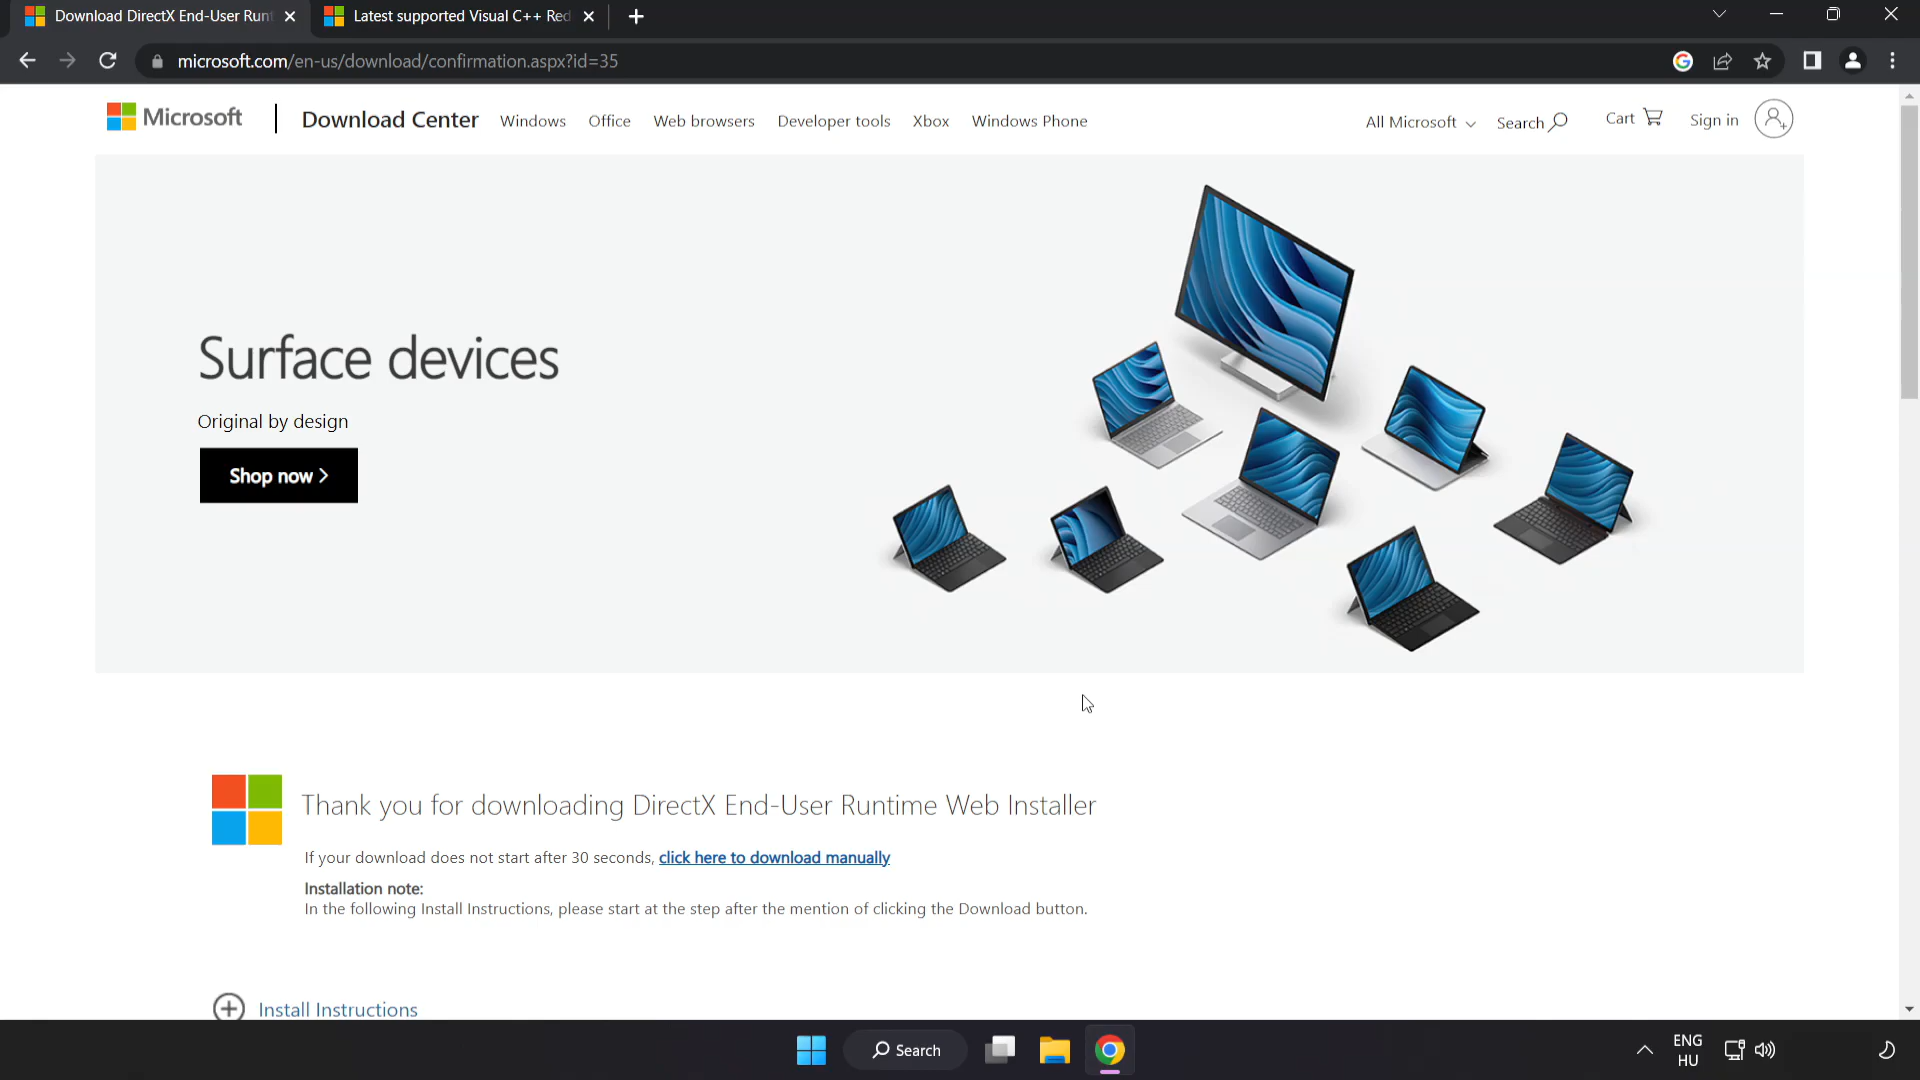 Download DirectX End-User Runt
Latest supported Visual C++ Red
microsoft.com/en-us/download/confirmation.aspx?id=35
Microsoft
Download Center
Windows
Office
Web browsers
Developer tools
Xbox
Windows Phone
All Microsoft
Search
Cart
Sign in
Surface devices
Original by design
Shop now >
Thank you for downloading DirectX End-User Runtime Web Installer
If your download does not start after 30 seconds, click here to download manually
Installation note:
In the following Install Instructions, please start at the step after the mention of clicking the Download button.
Install Instructions
Search
ENG
HU